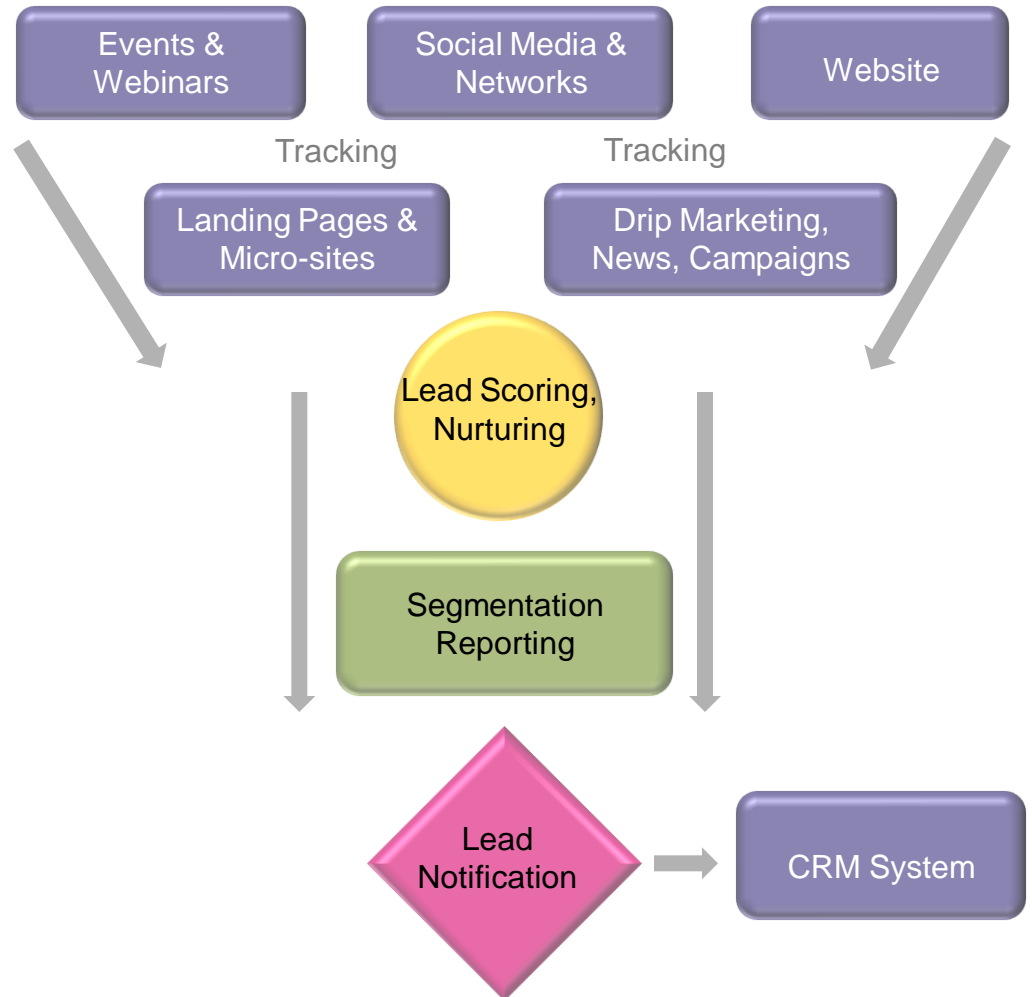 Events &
Webinars
Social Media &
Networks
Website
Tracking
Tracking
Landing Pages &
Micro-sites
Drip Marketing,
News, Campaigns
Lead Scoring,
Nurturing
Segmentation
Reporting
Lead
Notification
CRM System